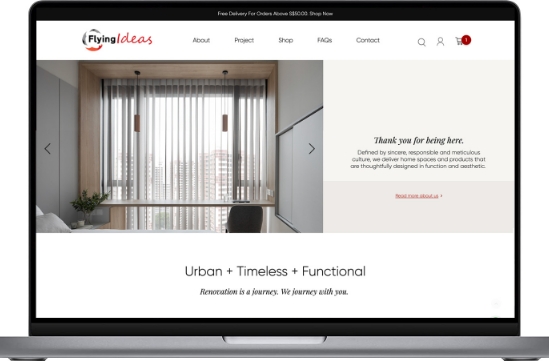 Free Delivery For Orders Above S$150.00. Shop Now
FlyingIdeas
About Project Shop FAQs Contact
1
Thank you for being here.
Defined by sincere, responsible and meticulous
culture, we deliver home spaces and products that
are thoughtfully designed in function and aesthetic.
Read more about us >
Urban + Timeless + Functional
Renovation is a journey. We journey with you.